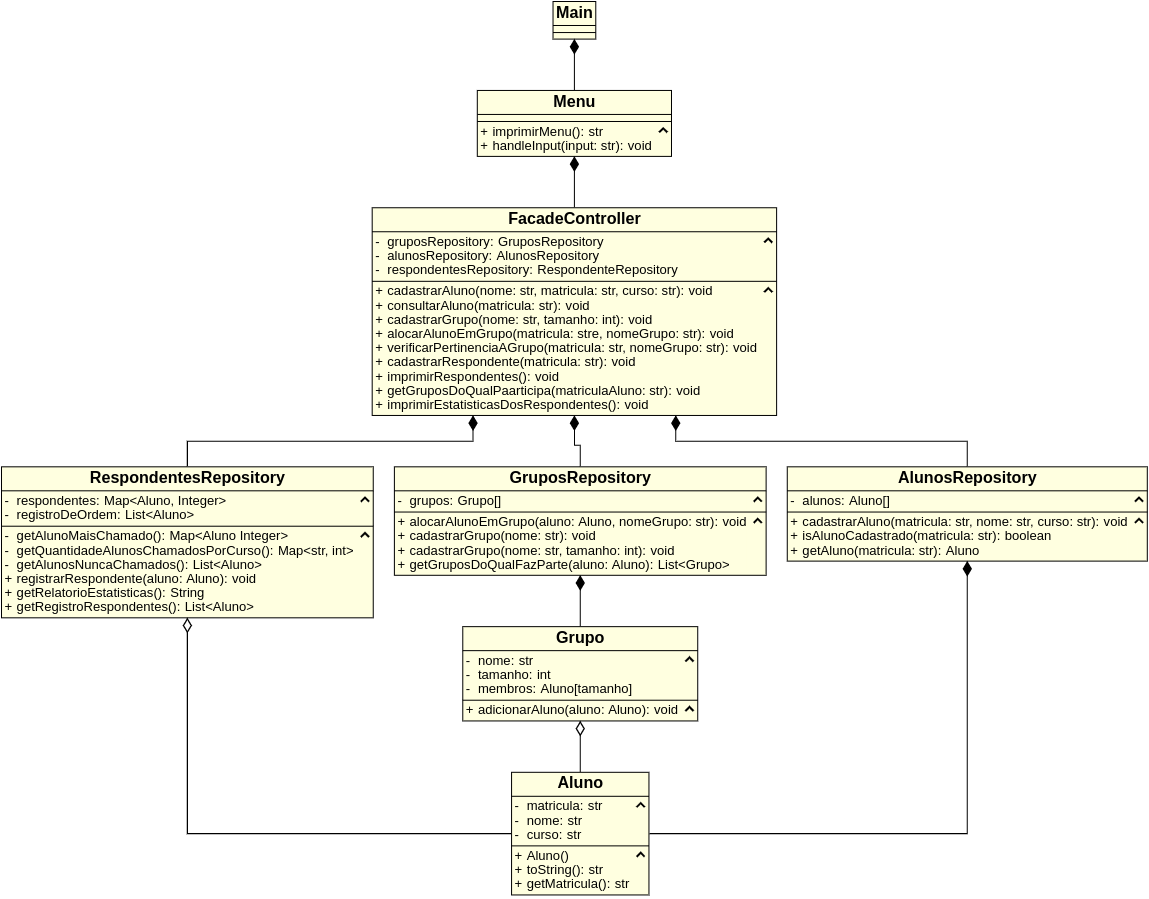 Main
Menu
+ imprimirMenu(): str
+ handleInput(input: str): void
FacadeController
- gruposRepository: GruposRepository
- alunosRepository: AlunosRepository
- respondentesRepository: RespondenteRepository
+ cadastrarAluno(nome: str, matricula: str, curso: str): void
+ consultarAluno(matricula: str): void
+ cadastrarGrupo(nome: str, tamanho: int): void
+ alocarAlunoEmGrupo(matricula: stre, nomeGrupo: str): void
+ verificarPertinenciaAGrupo(matricula: str, nomeGrupo: str): void
+ cadastrarRespondente(matricula: str): void
+ imprimirRespondentes(): void
+ getGruposDoQualPaarticipa(matriculaAluno: str): void
+ imprimirEstatisticasDosRespondentes(): void
RespondentesRepository
- respondentes: Map<Aluno, Integer>
- registroDeOrdem: List<Aluno>
- getAlunoMaisChamado(): Map<Aluno Integer>
- getQuantidadeAlunosChamadosPorCurso(): Map<str, int>
- getAlunosNuncaChamados(): List<Aluno>
+ registrarRespondente(aluno: Aluno): void
+ getRelatorioEstatisticas(): String
+ getRegistroRespondentes(): List<Aluno>
GruposRepository
- grupos: Grupo[]
+ alocarAlunoEmGrupo(aluno: Aluno, nomeGrupo: str): void
+ cadastrarGrupo(nome: str): void
+ cadastrarGrupo(nome: str, tamanho: int): void
+ getGruposDoQualFazParte(aluno: Aluno): List<Grupo>
AlunosRepository
- alunos: Aluno[]
+ cadastrarAluno(matricula: str, nome: str, curso: str): void
+ isAlunoCadastrado(matricula: str): boolean
+ getAluno(matricula: str): Aluno
Grupo
- nome: str
- tamanho: int
- membros: Aluno[tamanho]
+ adicionarAluno(aluno: Aluno): void
Aluno
- matricula: str
- nome: str
- curso: str
+ Aluno()
+ toString(): str
+ getMatricula(): str